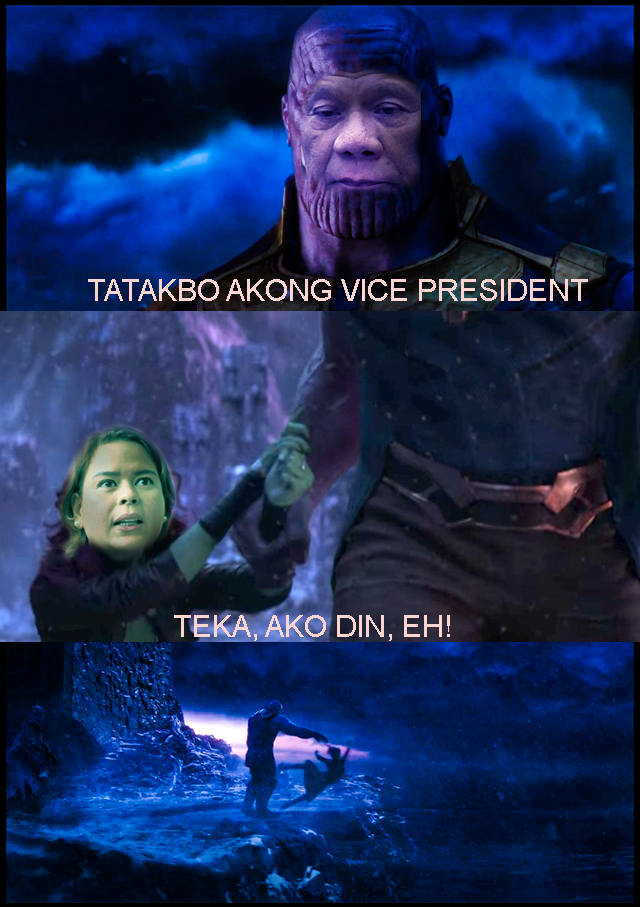 TATAKBO AKONG VICE PRESIDENT
TEKA, AKO DIN, EH!